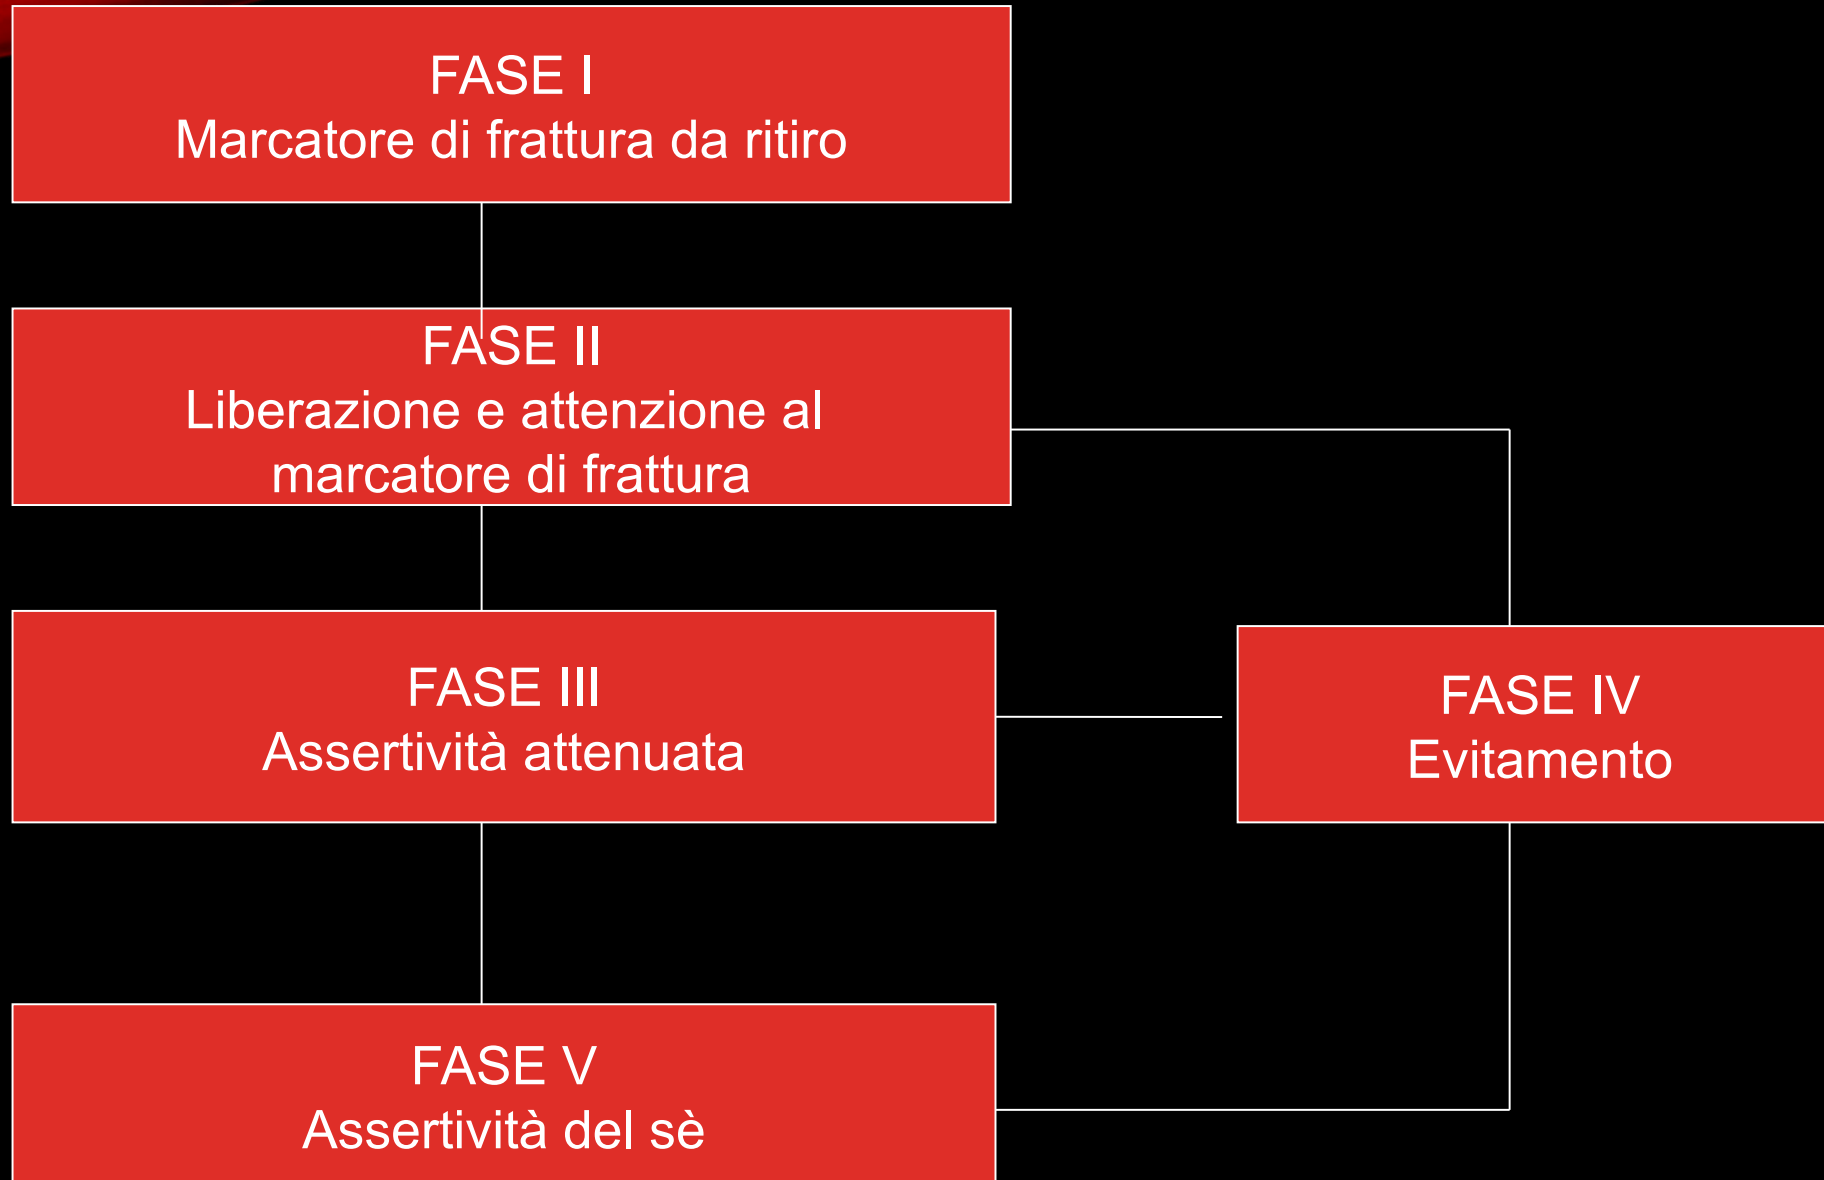 FASE I
Marcatore di frattura da ritiro
FASE II
Liberazione e attenzione al
marcatore di frattura
FASE III
Assertività attenuata
FASE IV
Evitamento
FASE V
Assertività del sè